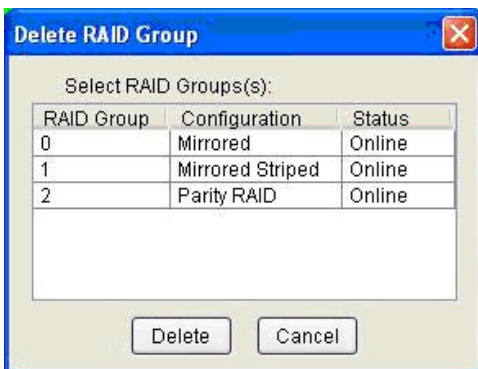 Delete RAID Group
Select RAID Groups(s):
RAID Group Configuration Status
0 Mirrored Online
1 Mirrored Striped Online
2 Parity RAID Online
Delete Cancel